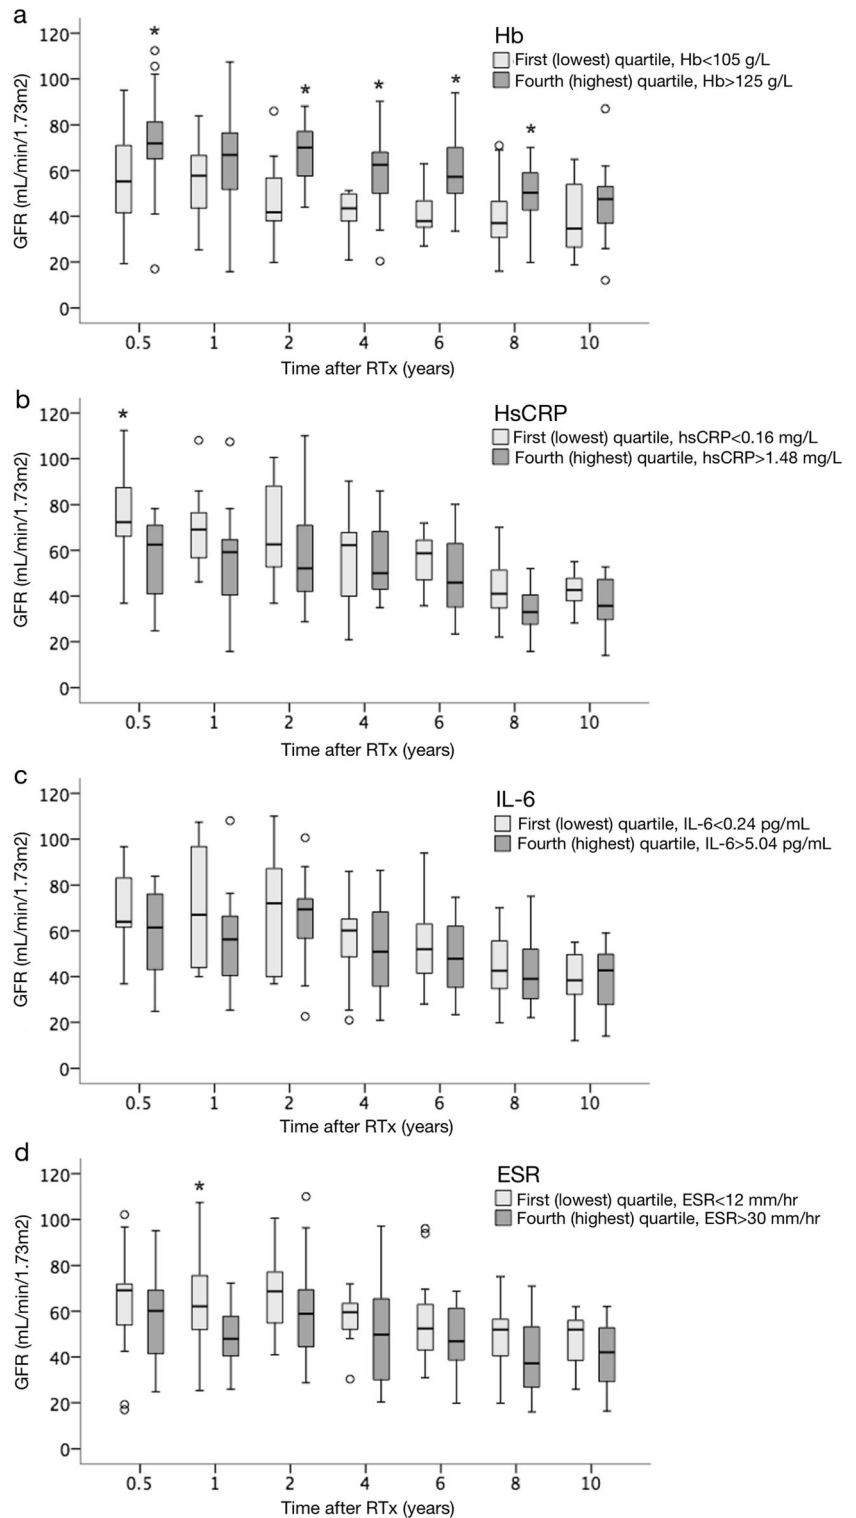 a
Hb
First (lowest) quartile, Hb<105 g/L
Fourth (highest) quartile, Hb>125 g/L
GFR (mL/min/1.73m2)
120
100
80
60
40
20
0
* * * * *
0.5 1 2 4 6 8 10
Time after RTx (years)
b
HsCRP
First (lowest) quartile, hsCRP<0.16 mg/L
Fourth (highest) quartile, hsCRP>1.48 mg/L
GFR (mL/min/1.73m2)
120
100
80
60
40
20
0
*
0.5 1 2 4 6 8 10
Time after RTx (years)
c
IL-6
First (lowest) quartile, IL-6<0.24 pg/mL
Fourth (highest) quartile, IL-6>5.04 pg/mL
GFR (mL/min/1.73m2)
120
100
80
60
40
20
0
0.5 1 2 4 6 8 10
Time after RTx (years)
d
ESR
First (lowest) quartile, ESR<12 mm/hr
Fourth (highest) quartile, ESR>30 mm/hr
GFR (mL/min/1.73m2)
120
100
80
60
40
20
0
*
0.5 1 2 4 6 8 10
Time after RTx (years)